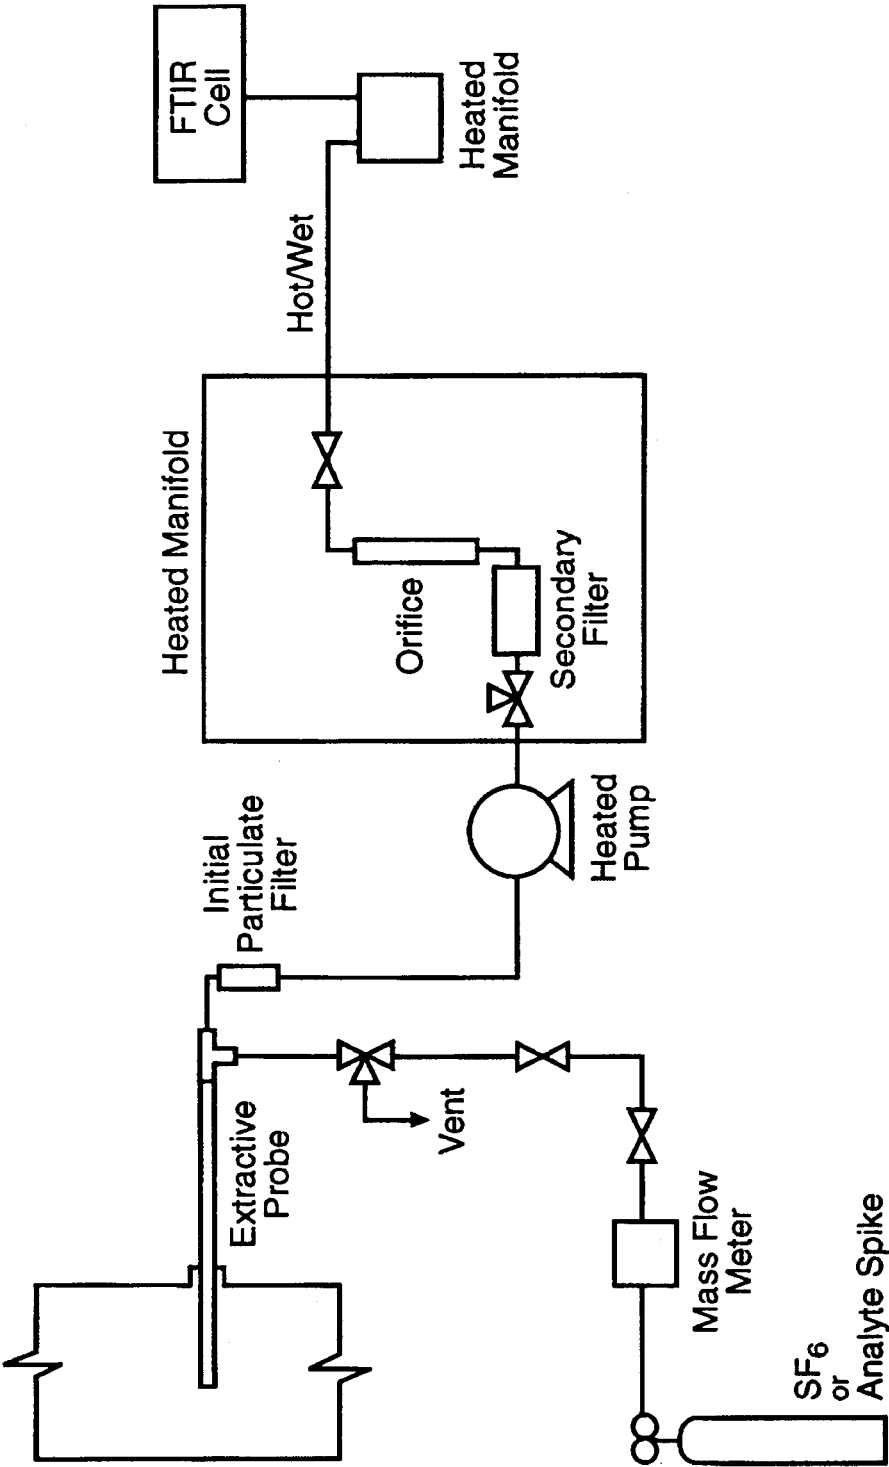 Extractive
Probe
Initial
Particulate
Filter
Vent
Mass Flow
Meter
SF6
or
Analyte Spike
Heated
Pump
Heated Manifold
Orifice
Secondary
Filter
Hot/Wet
FTIR
Cell
Heated
Manifold